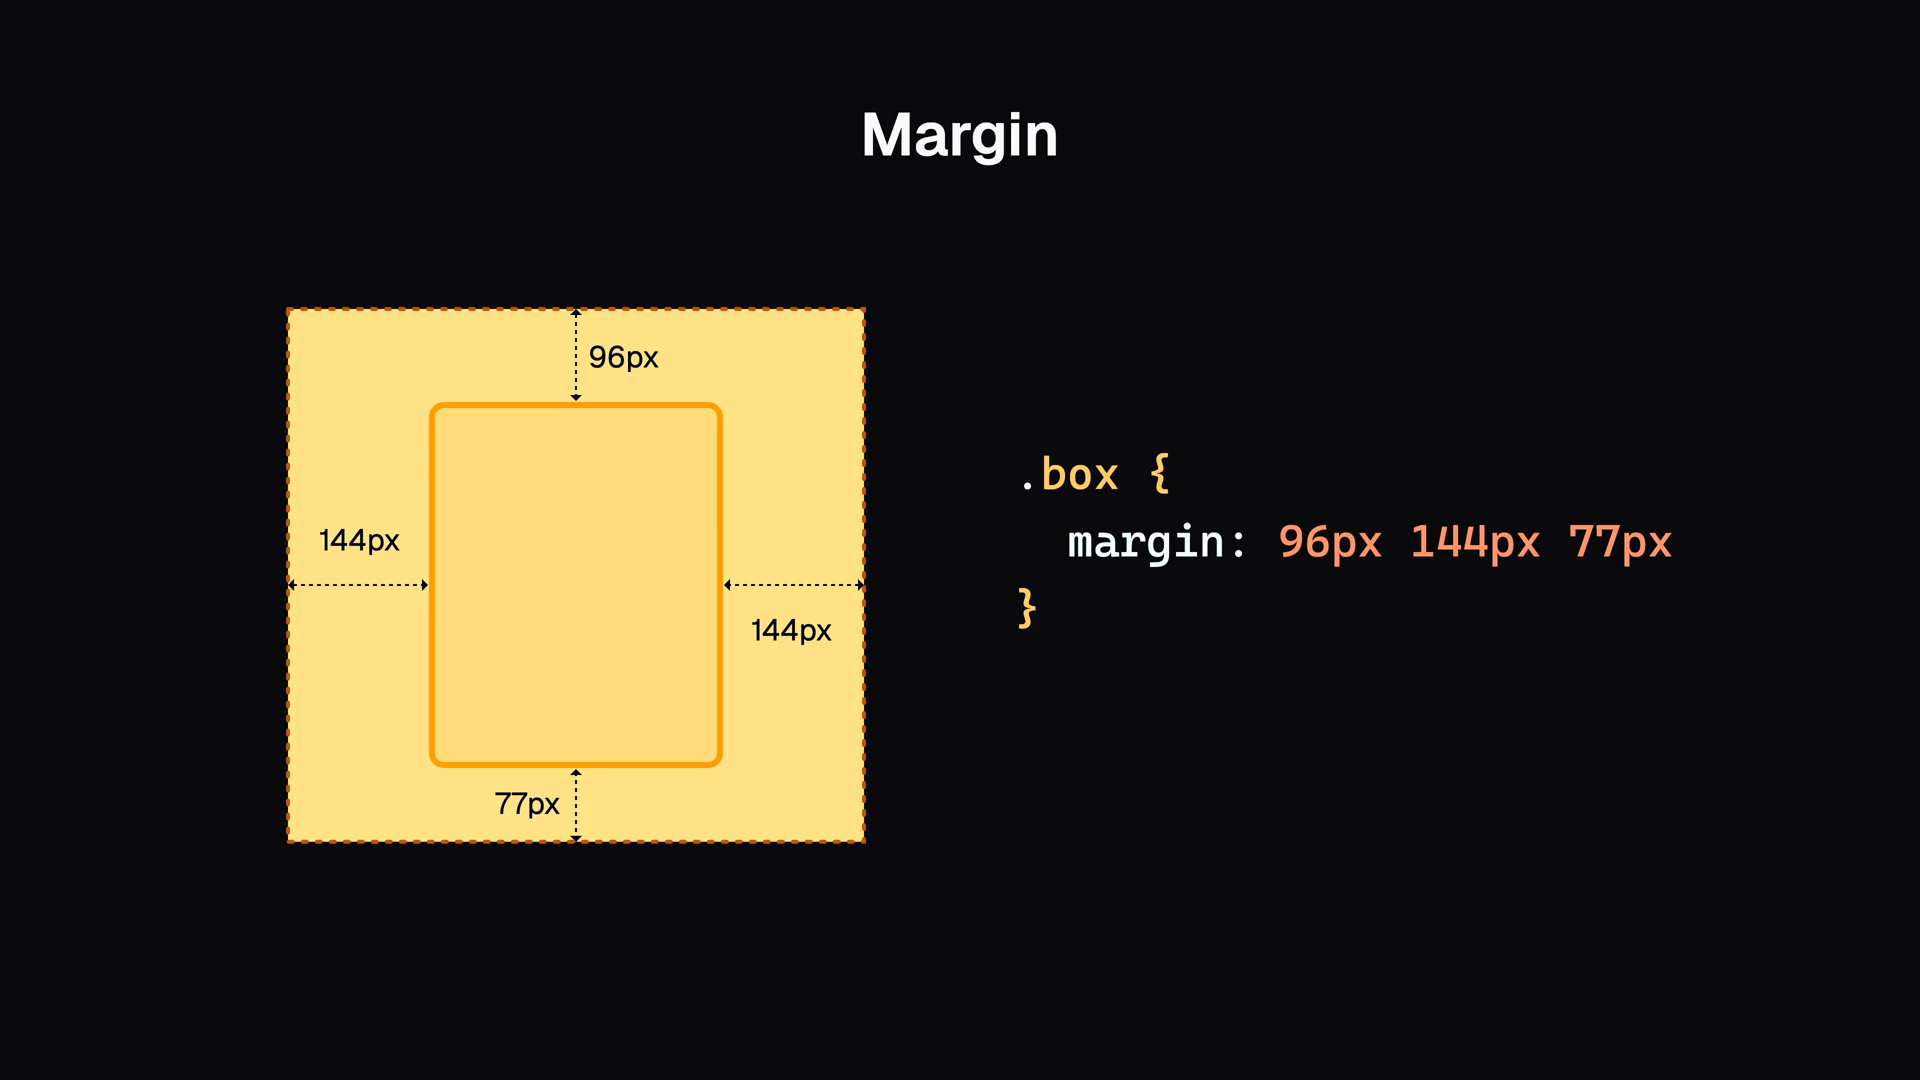 Margin
96px
144px
144px
77px
.box {
margin: 96px 144px 77px
}